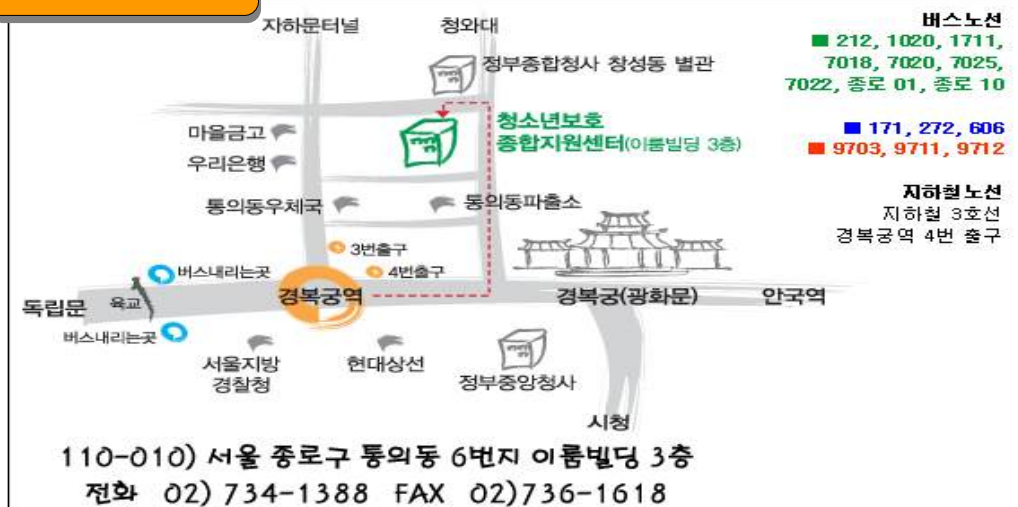 자하문터널
청와대
정부종합청사 창성동 별관
청소년보호
종합지원센터(이룸빌딩 3층)
마을금고
우리은행
통의동우체국
통의동파출소
3번출구
4번출구
버스내리는곳
경복궁역
경복궁(광화문)
안국역
독립문
육교
버스내리는곳
서울지방
경찰청
현대상선
정부중앙청사
시청
버스노선
■ 212, 1020, 1711,
7018, 7020, 7025,
7022, 종로 01, 종로 10
■ 171, 272, 606
■ 9703, 9711, 9712
지하철노선
지하철 3호선
경복궁역 4번 출구
110-010) 서울 종로구 통의동 6번지 이룸빌딩 3층
전화 02) 734-1388 FAX 02)736-1618